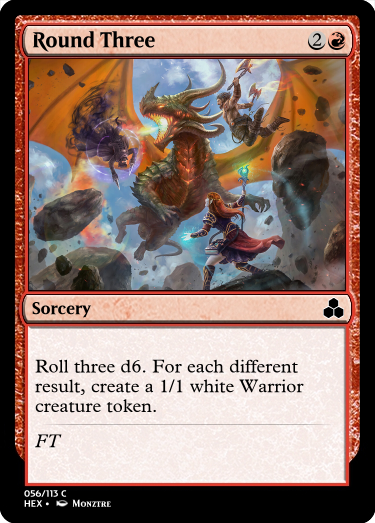 Round Three 2
Sorcery
Roll three d6. For each different
result, create a 1/1 white Warrior
creature token.
FT
056/113 C
HEX • Monztre